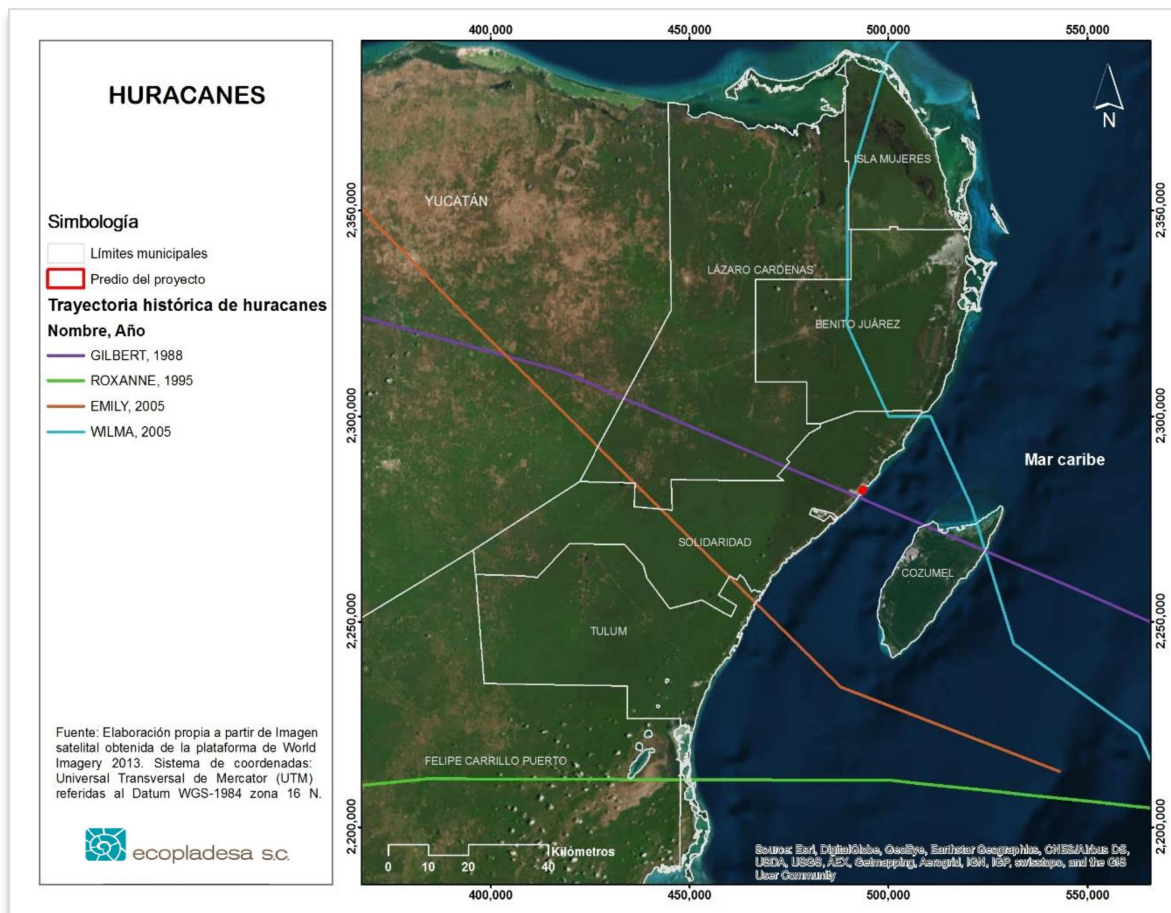 HURACANES
Simbología
Límites municipales
Predio del proyecto
Trayectoria histórica de huracanes
Nombre, Año
GILBERT, 1988
ROXANNE, 1995
EMILY, 2005
WILMA, 2005
Fuente: Elaboración propia a partir de Imagen
satelital obtenida de la plataforma de World
Imagery 2013. Sistema de coordenadas:
Universal Transversal de Mercator (UTM)
referidas al Datum WGS-1984 zona 16 N.
ecopladesa s.c.
400,000
450,000
500,000
550,000
2,350,000
2,300,000
2,250,000
2,200,000
N
ISLA MUJERES
YUCATÁN
LÁZARO CARDENAS
BENITO JUÁREZ
Mar caribe
SOLIDARIDAD
COZUMEL
TULUM
FELIPE CARRILLO PUERTO
Kilómetros
0 10 20 40
Source: Esri, DigitalGlobe, GeoEye, Earthstar Geographics, CNES/Airbus DS,
USDA, USGS, AEX, Getmapping, Aerogrid, IGN, IGP, swisstopo, and the GIS
User Community
2,350,000
2,300,000
2,250,000
2,200,000
400,000
450,000
500,000
550,000